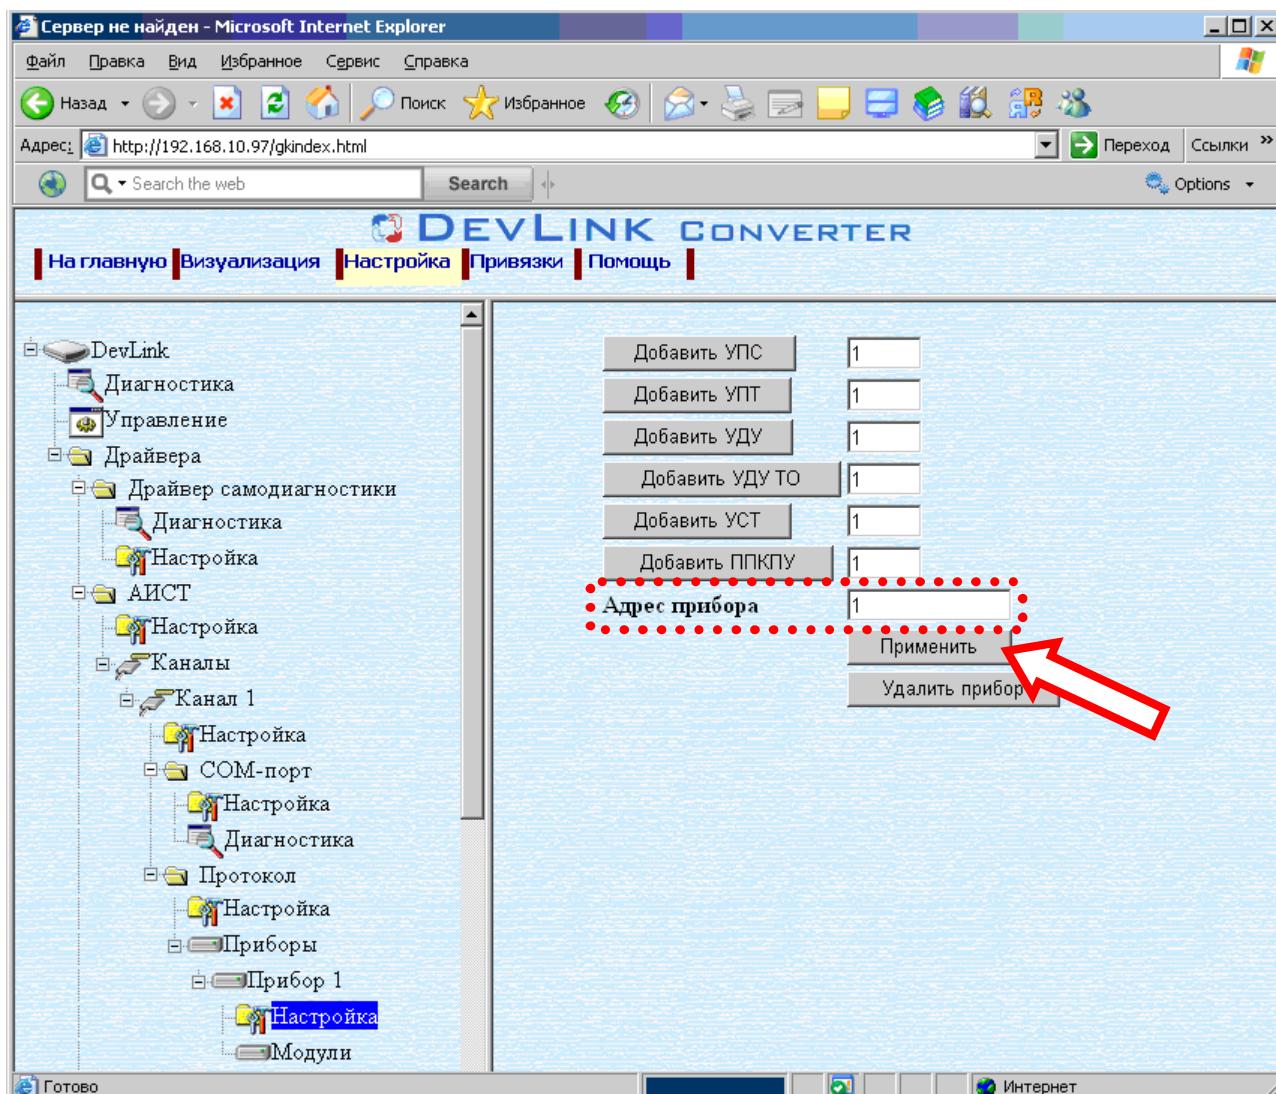 Сервер не найден - Microsoft Internet Explorer
Файл Правка Вид Избранное Сервис Справка
Назад Поиск Избранное
Адрес: http://192.168.10.97/gkindex.html Переход Ссылки »
Search the web Search Options
DEVLINK CONVERTER
На главную Визуализация Настройка Привязки Помощь
DevLink
Диагностика
Управление
Драйвера
Драйвер самодиагностики
Диагностика
Настройка
АИСТ
Настройка
Каналы
Канал 1
Настройка
COM-порт
Настройка
Диагностика
Протокол
Настройка
Приборы
Прибор 1
Настройка
Модули
Добавить УПС 1
Добавить УПТ 1
Добавить УДУ 1
Добавить УДУ ТО 1
Добавить УСТ 1
Добавить ППКПУ 1
Адрес прибора 1
Применить
Удалить прибор
Готово Интернет